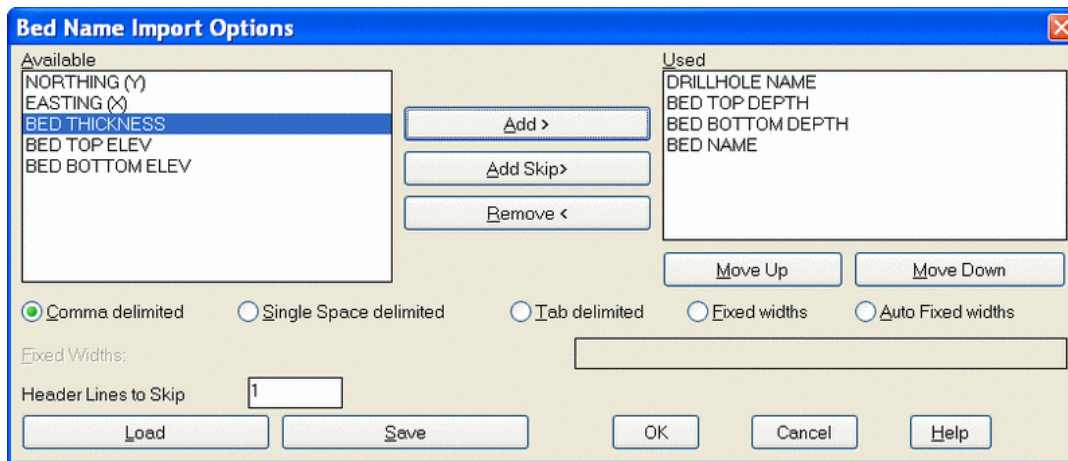 Bed Name Import Options
Available
NORTHING (Y)
EASTING (X)
BED THICKNESS
BED TOP ELEV
BED BOTTOM ELEV
Add >
Add Skip>
Remove <
Used
DRILLHOLE NAME
BED TOP DEPTH
BED BOTTOM DEPTH
BED NAME
Move Up Move Down
Comma delimited Single Space delimited Tab delimited Fixed widths Auto Fixed widths
Fixed Widths:
Header Lines to Skip 1
Load Save OK Cancel Help